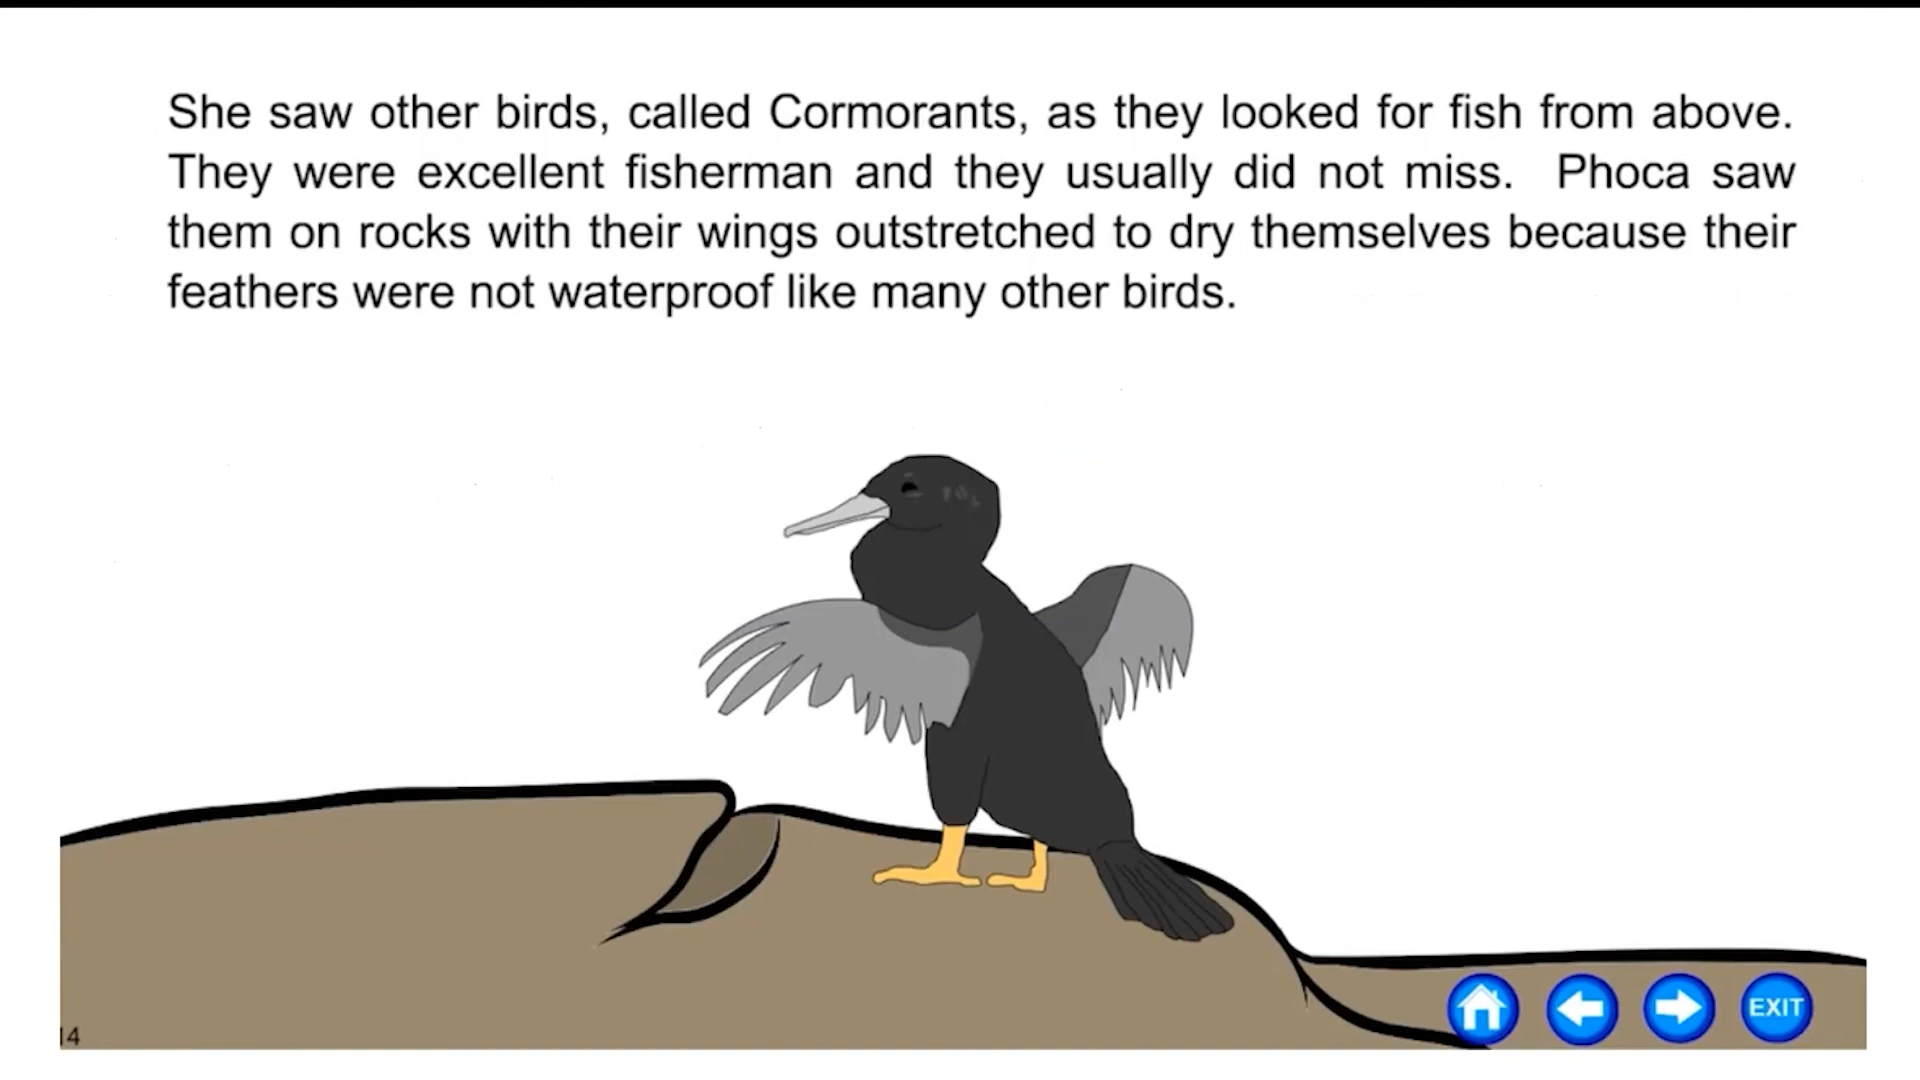 She saw other birds, called Cormorants, as they looked for fish from above.
They were excellent fisherman and they usually did not miss. Phoca saw
them on rocks with their wings outstretched to dry themselves because their
feathers were not waterproof like many other birds.
EXIT
14